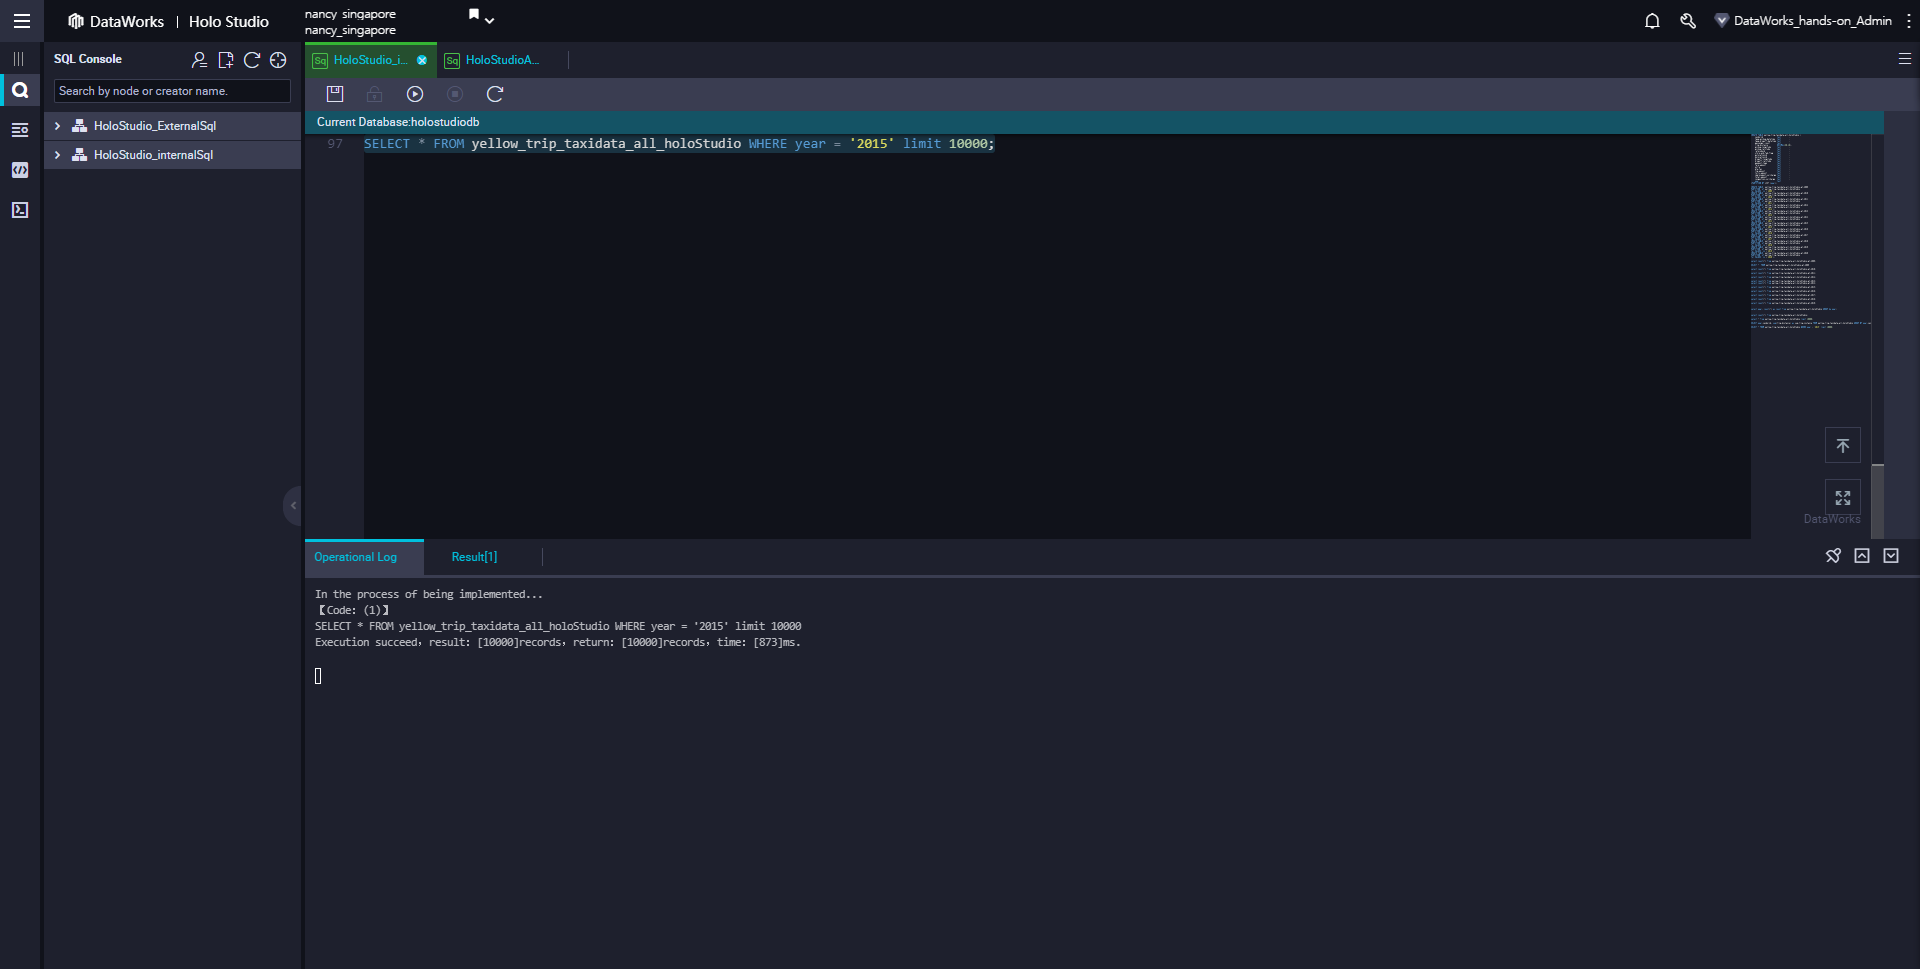 DataWorks | Holo Studio
nancy_singapore
nancy_singapore
DataWorks_hands-on_Admin
SQL Console
Search by node or creator name.
HoloStudio_ExternalSql
HoloStudio_internalSql
Sq HoloStudio_i...
Sq HoloStudioA...
Current Database:holostudiodb
97 SELECT * FROM yellow_trip_taxidata_all_holoStudio WHERE year = '2015' limit 10000;
DataWorks
Operational Log
Result[1]
In the process of being implemented...
【Code: (1)】
SELECT * FROM yellow_trip_taxidata_all_holoStudio WHERE year = '2015' limit 10000
Execution succeed，result: [10000]records，return: [10000]records，time: [873]ms.